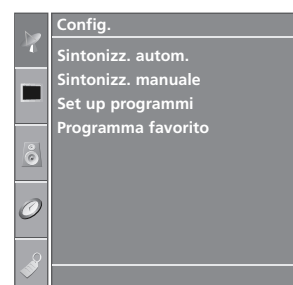 Config.
Sintonizz. autom.
Sintonizz. manuale
Set up programmi
Programma favorito